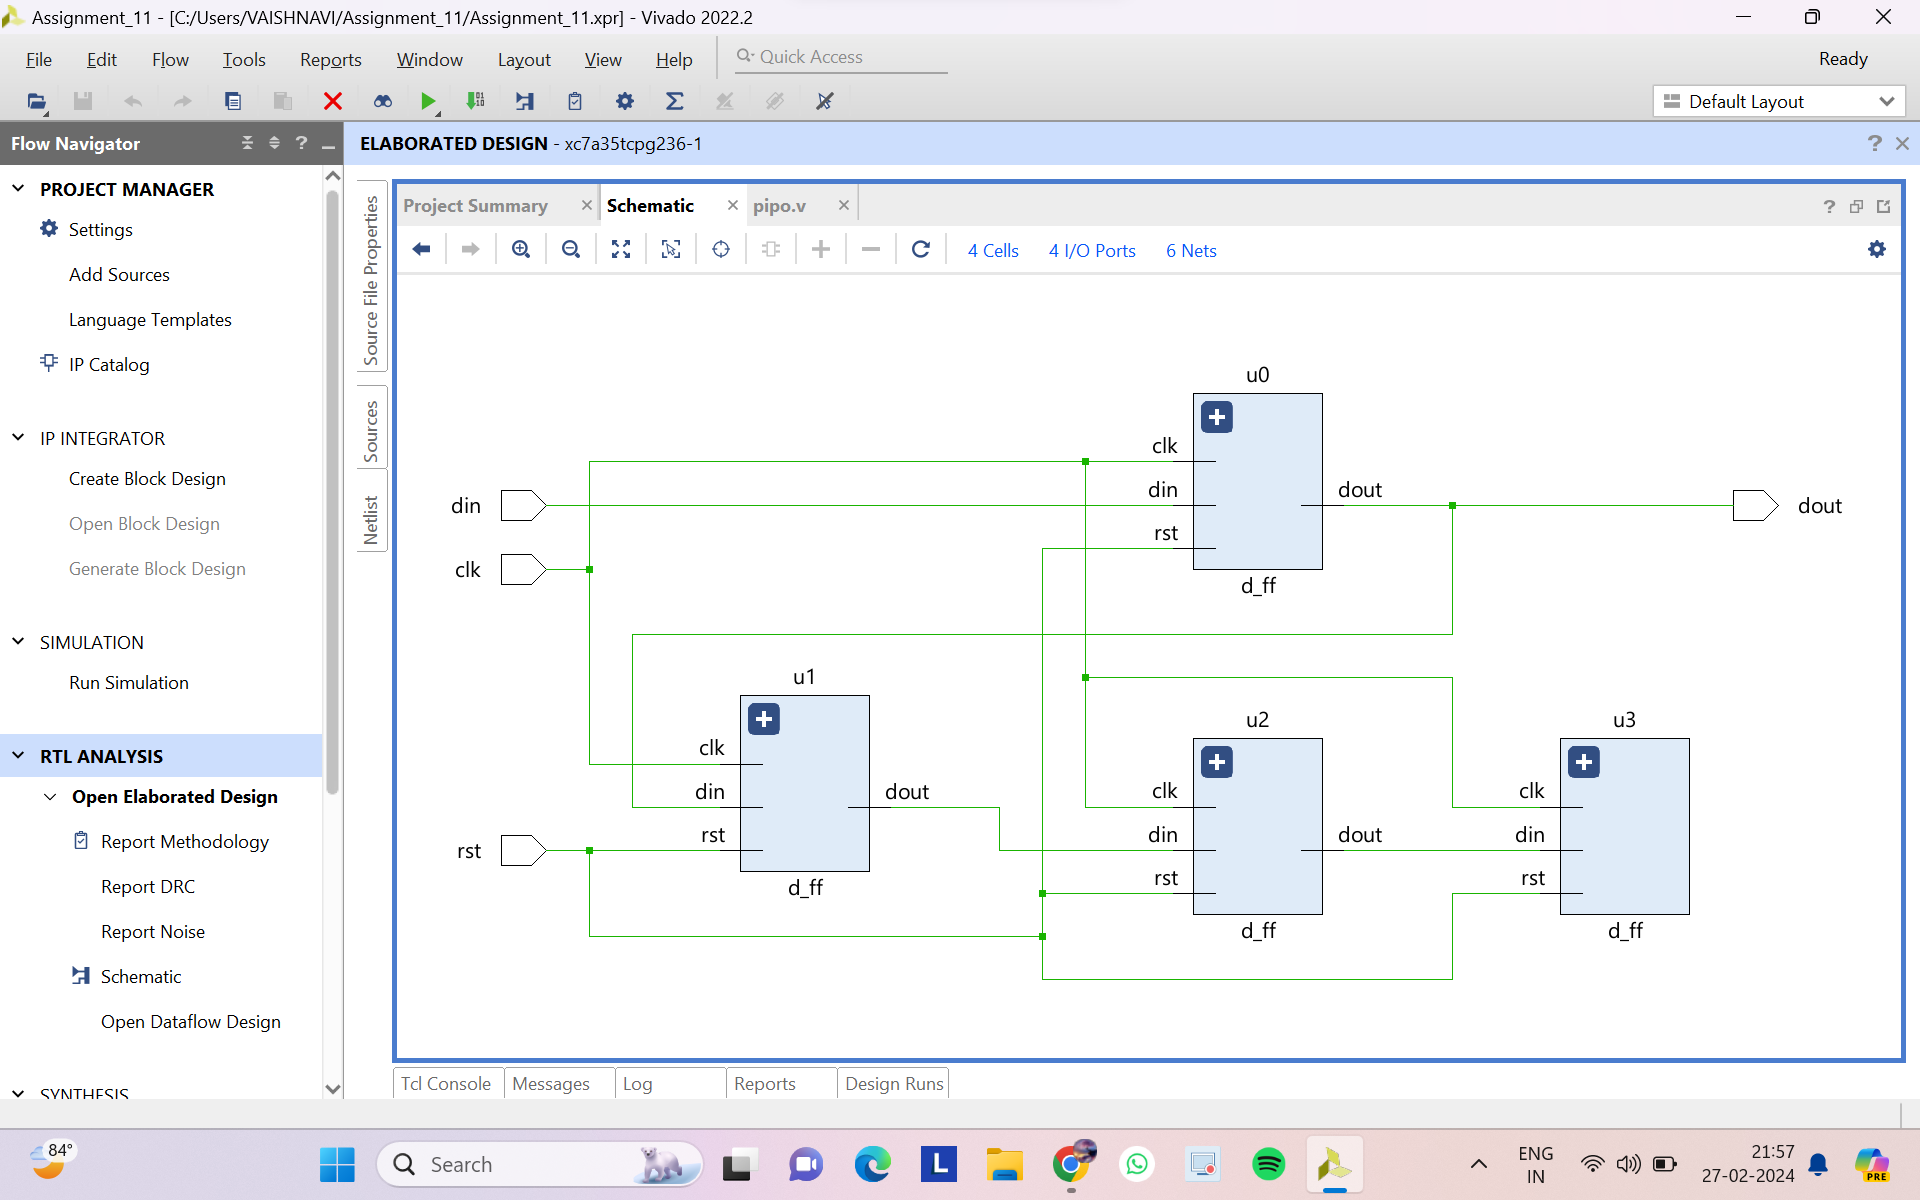 Assignment_11 - [C:/Users/VAISHNAVI/Assignment_11/Assignment_11.xpr] - Vivado 2022.2
File Edit Flow Tools Reports Window Layout View Help Quick Access
Ready
Default Layout
Flow Navigator
ELABORATED DESIGN - xc7a35tcpg236-1
PROJECT MANAGER
Settings
Add Sources
Language Templates
IP Catalog
IP INTEGRATOR
Create Block Design
Open Block Design
Generate Block Design
SIMULATION
Run Simulation
RTL ANALYSIS
Open Elaborated Design
Report Methodology
Report DRC
Report Noise
Schematic
Open Dataflow Design
SYNTHESIS
Source File Properties
Sources
Netlist
Project Summary Schematic pipo.v
4 Cells 4 I/O Ports 6 Nets
u0
clk
din
rst
dout
d_ff
din
clk
rst
dout
u1
clk
din
rst
dout
d_ff
u2
clk
din
rst
dout
d_ff
u3
clk
din
rst
d_ff
Tcl Console Messages Log Reports Design Runs
84°
Search
L
PRE
ENG
IN
21:57
27-02-2024